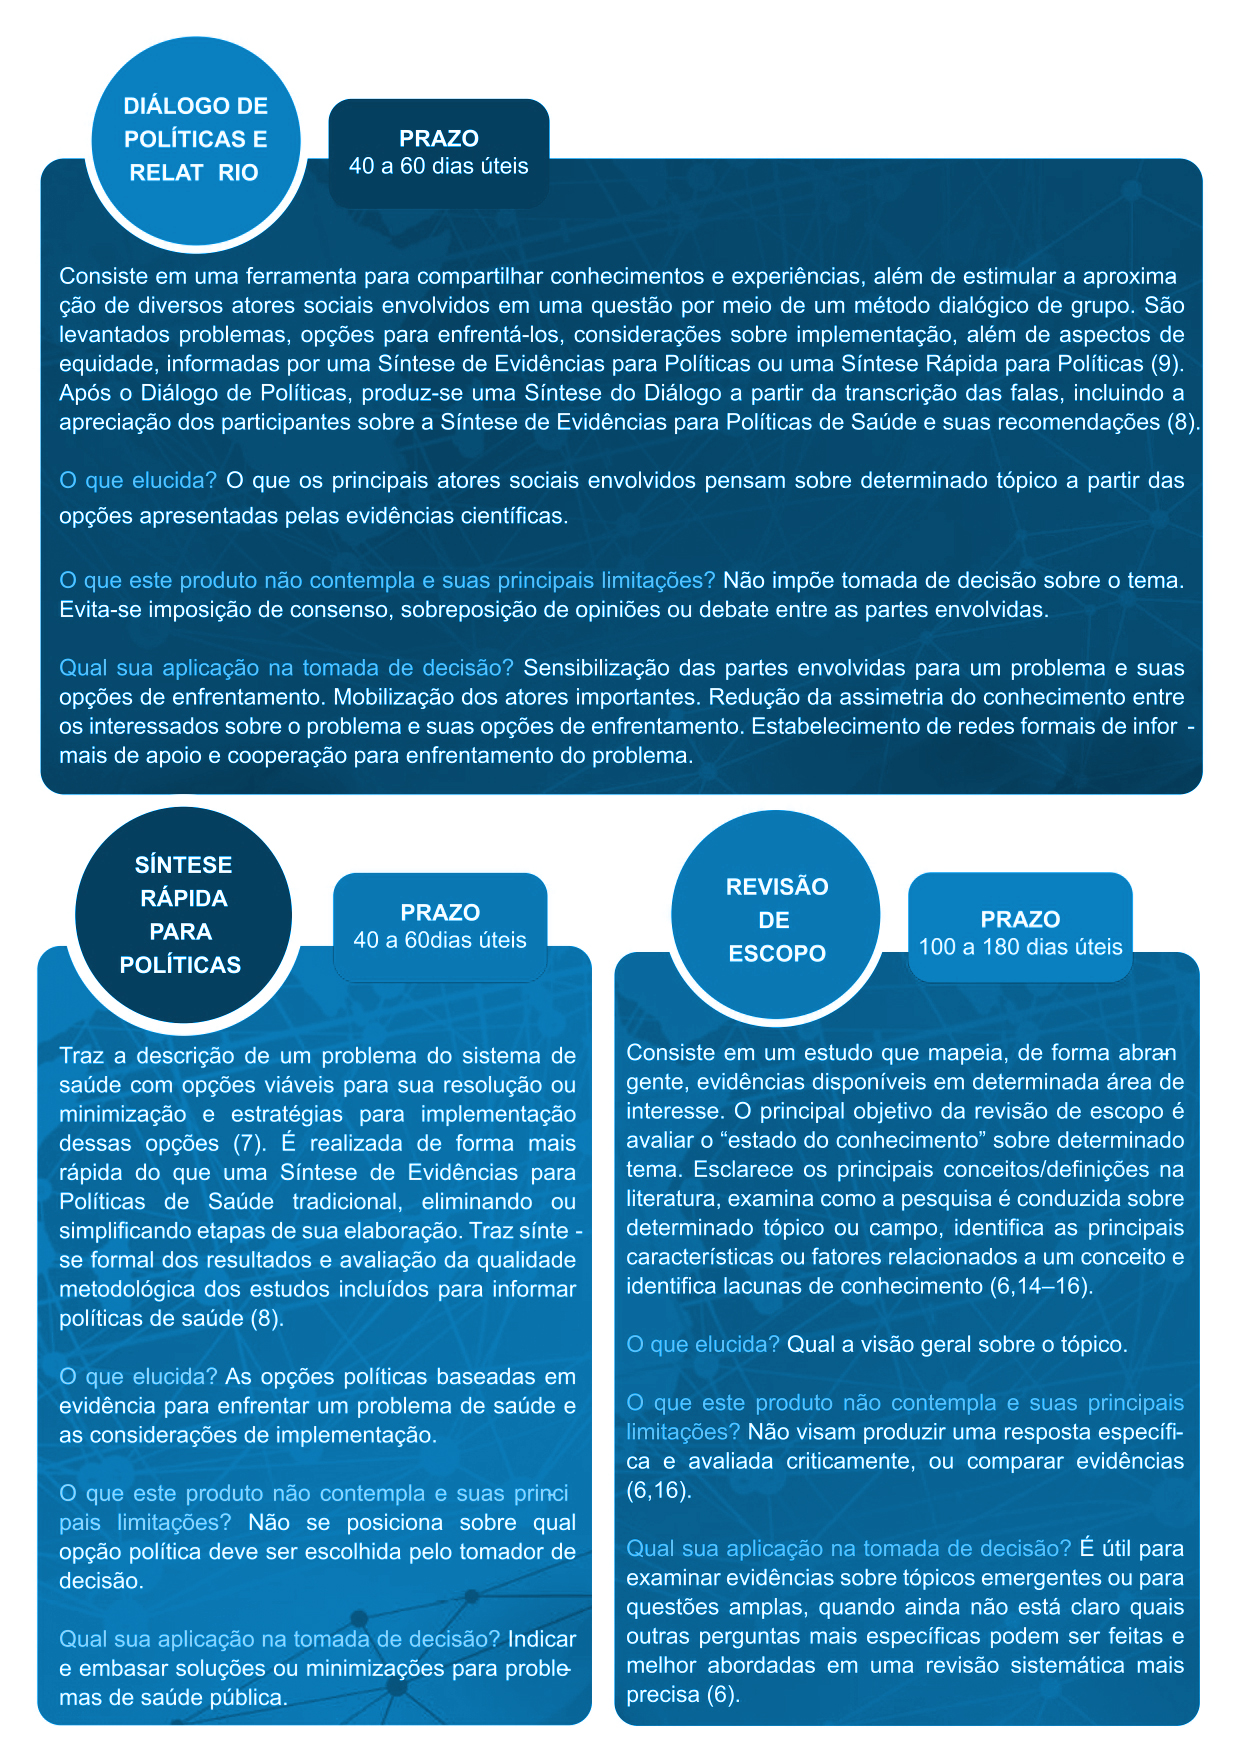 DIÁLOGO DE
POLÍTICAS E
RELAT RIO
PRAZO
40 a 60 dias úteis
Consiste em uma ferramenta para compartilhar conhecimentos e experiências, além de estimular a aproxima
ção de diversos atores sociais envolvidos em uma questão por meio de um método dialógico de grupo. São
levantados problemas, opções para enfrentá-los, considerações sobre implementação, além de aspectos de
equidade, informadas por uma Síntese de Evidências para Políticas ou uma Síntese Rápida para Políticas (9).
Após o Diálogo de Políticas, produz-se uma Síntese do Diálogo a partir da transcrição das falas, incluindo a
apreciação dos participantes sobre a Síntese de Evidências para Políticas de Saúde e suas recomendações (8).
O que elucida? O que os principais atores sociais envolvidos pensam sobre determinado tópico a partir das
opções apresentadas pelas evidências científicas.
O que este produto não contempla e suas principais limitações? Não impõe tomada de decisão sobre o tema.
Evita-se imposição de consenso, sobreposição de opiniões ou debate entre as partes envolvidas.
Qual sua aplicação na tomada de decisão? Sensibilização das partes envolvidas para um problema e suas
opções de enfrentamento. Mobilização dos atores importantes. Redução da assimetria do conhecimento entre
os interessados sobre o problema e suas opções de enfrentamento. Estabelecimento de redes formais de infor -
mais de apoio e cooperação para enfrentamento do problema.
SÍNTESE
RÁPIDA
PARA
POLÍTICAS
PRAZO
40 a 60dias úteis
Traz a descrição de um problema do sistema de
saúde com opções viáveis para sua resolução ou
minimização e estratégias para implementação
dessas opções (7). É realizada de forma mais
rápida do que uma Síntese de Evidências para
Políticas de Saúde tradicional, eliminando ou
simplificando etapas de sua elaboração. Traz sínte -
se formal dos resultados e avaliação da qualidade
metodológica dos estudos incluídos para informar
políticas de saúde (8).
O que elucida? As opções políticas baseadas em
evidência para enfrentar um problema de saúde e
as considerações de implementação.
O que este produto não contempla e suas princi-
pais limitações? Não se posiciona sobre qual
opção política deve ser escolhida pelo tomador de
decisão.
Qual sua aplicação na tomada de decisão? Indicar
e embasar soluções ou minimizações para proble-
mas de saúde pública.
REVISÃO
DE
ESCOPO
PRAZO
100 a 180 dias úteis
Consiste em um estudo que mapeia, de forma abran-
gente, evidências disponíveis em determinada área de
interesse. O principal objetivo da revisão de escopo é
avaliar o “estado do conhecimento” sobre determinado
tema. Esclarece os principais conceitos/definições na
literatura, examina como a pesquisa é conduzida sobre
determinado tópico ou campo, identifica as principais
características ou fatores relacionados a um conceito e
identifica lacunas de conhecimento (6,14–16).
O que elucida? Qual a visão geral sobre o tópico.
O que este produto não contempla e suas principais
limitações? Não visam produzir uma resposta específi-
ca e avaliada criticamente, ou comparar evidências
(6,16).
Qual sua aplicação na tomada de decisão? É útil para
examinar evidências sobre tópicos emergentes ou para
questões amplas, quando ainda não está claro quais
outras perguntas mais específicas podem ser feitas e
melhor abordadas em uma revisão sistemática mais
precisa (6).